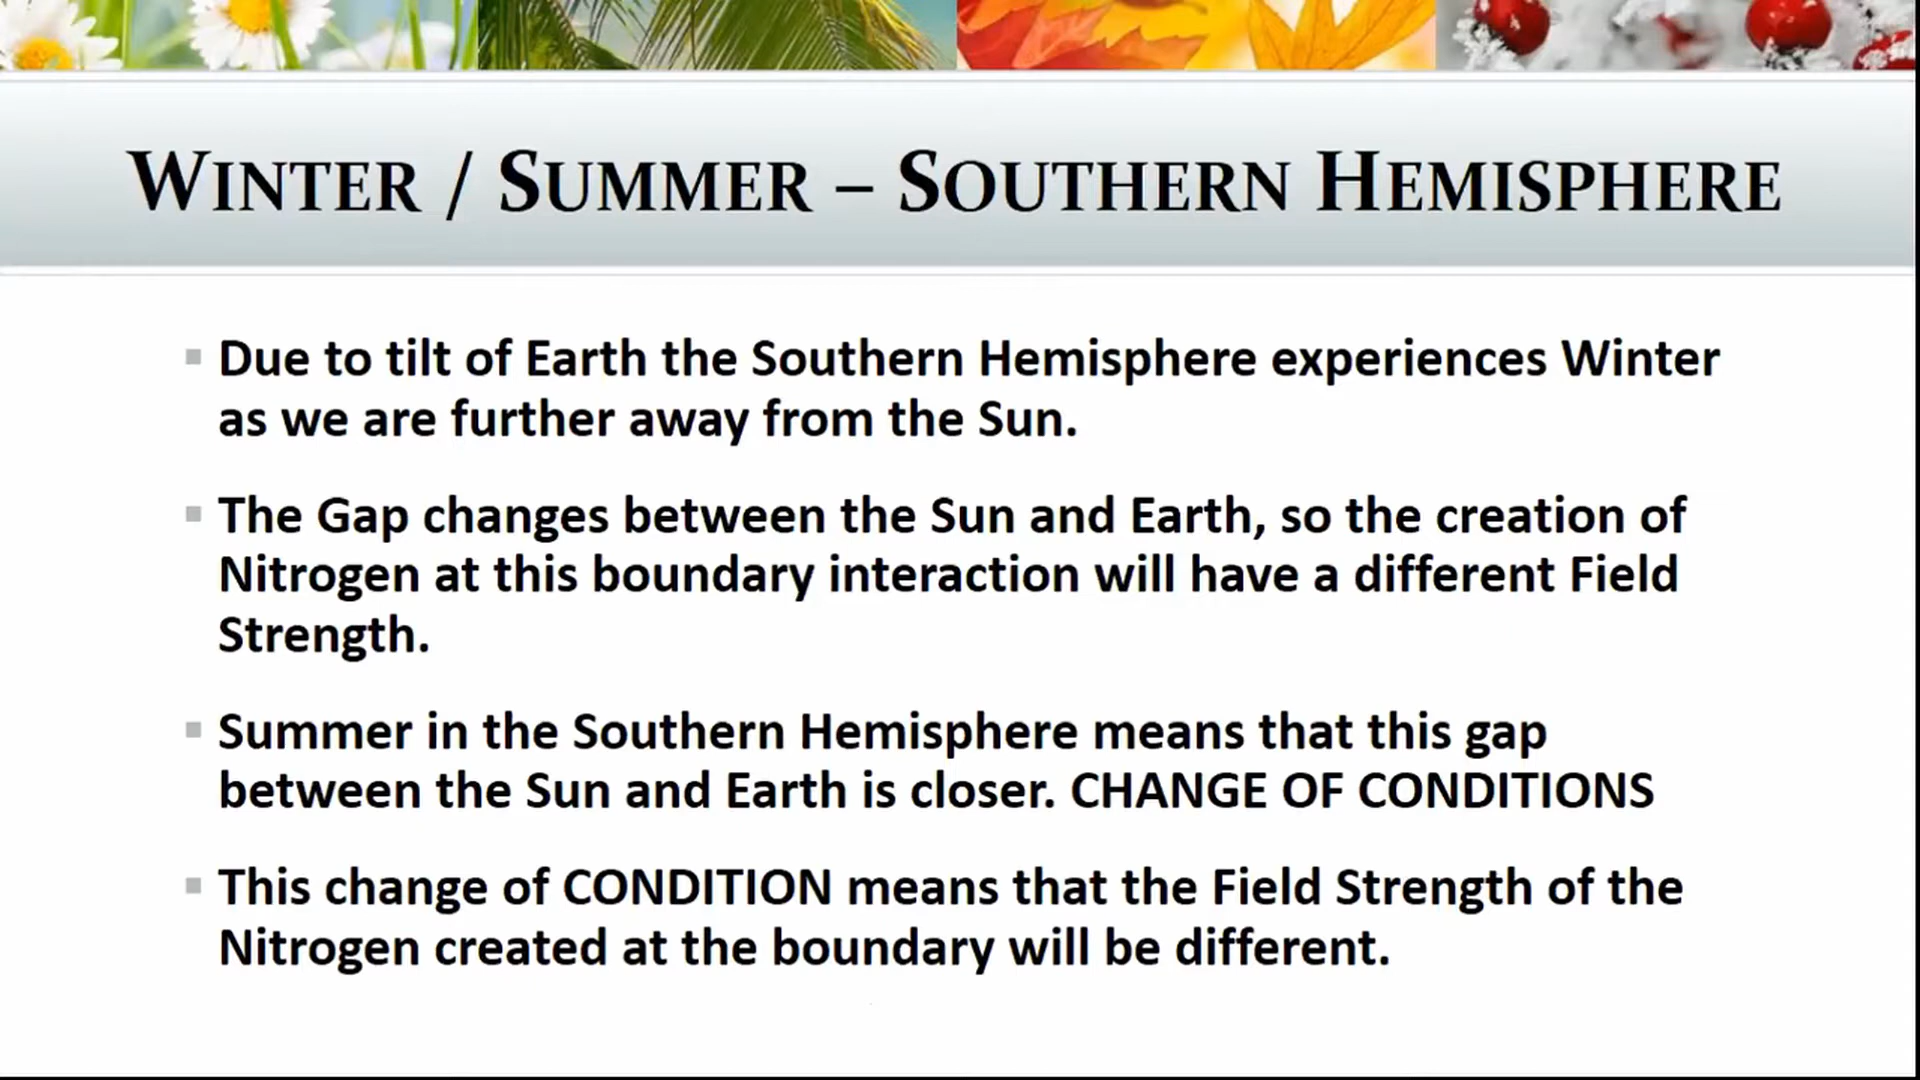 WINTER / SUMMER – SOUTHERN HEMISPHERE
▪ Due to tilt of Earth the Southern Hemisphere experiences Winter
as we are further away from the Sun.
▪ The Gap changes between the Sun and Earth, so the creation of
Nitrogen at this boundary interaction will have a different Field
Strength.
▪ Summer in the Southern Hemisphere means that this gap
between the Sun and Earth is closer. CHANGE OF CONDITIONS
▪ This change of CONDITION means that the Field Strength of the
Nitrogen created at the boundary will be different.